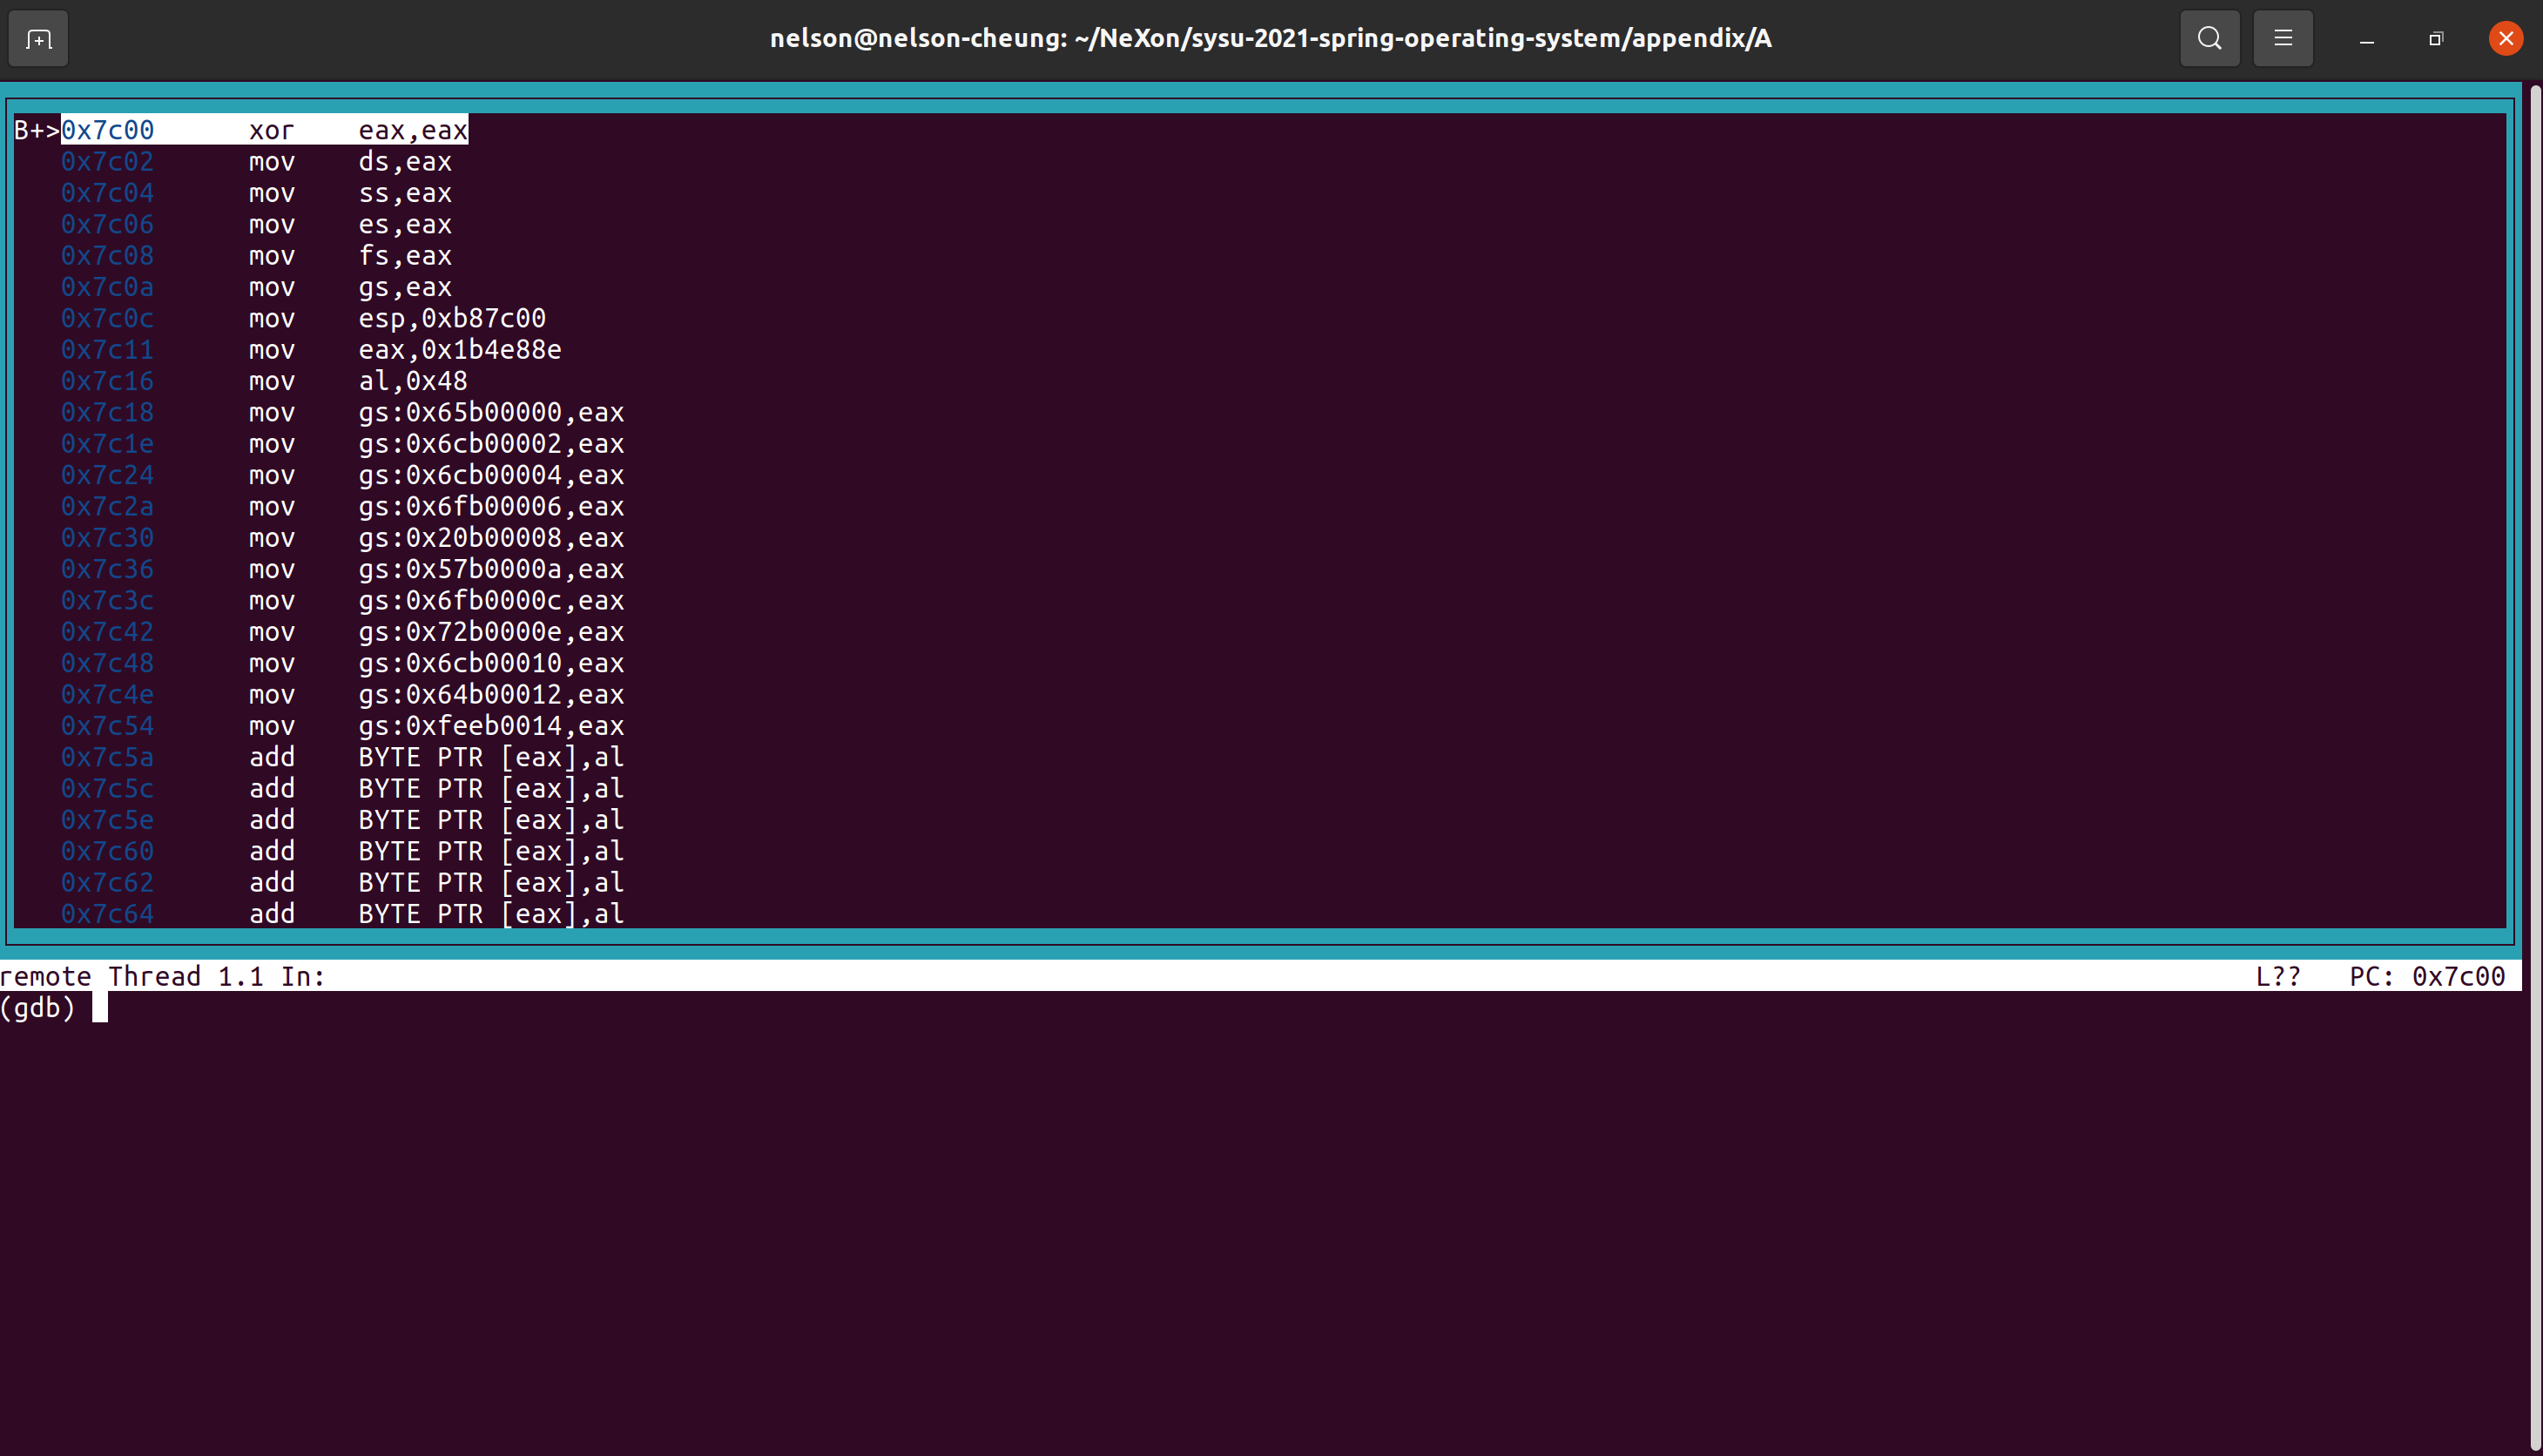 nelson@nelson-cheung: ~/NeXon/sysu-2021-spring-operating-system/appendix/A
B+>0x7c00      xor    eax,eax
0x7c02      mov    ds,eax
0x7c04      mov    ss,eax
0x7c06      mov    es,eax
0x7c08      mov    fs,eax
0x7c0a      mov    gs,eax
0x7c0c      mov    esp,0xb87c00
0x7c11      mov    eax,0x1b4e88e
0x7c16      mov    al,0x48
0x7c18      mov    gs:0x65b00000,eax
0x7c1e      mov    gs:0x6cb00002,eax
0x7c24      mov    gs:0x6cb00004,eax
0x7c2a      mov    gs:0x6fb00006,eax
0x7c30      mov    gs:0x20b00008,eax
0x7c36      mov    gs:0x57b0000a,eax
0x7c3c      mov    gs:0x6fb0000c,eax
0x7c42      mov    gs:0x72b0000e,eax
0x7c48      mov    gs:0x6cb00010,eax
0x7c4e      mov    gs:0x64b00012,eax
0x7c54      mov    gs:0xfeeb0014,eax
0x7c5a      add    BYTE PTR [eax],al
0x7c5c      add    BYTE PTR [eax],al
0x7c5e      add    BYTE PTR [eax],al
0x7c60      add    BYTE PTR [eax],al
0x7c62      add    BYTE PTR [eax],al
0x7c64      add    BYTE PTR [eax],al
remote Thread 1.1 In:    L??   PC: 0x7c00
(gdb)